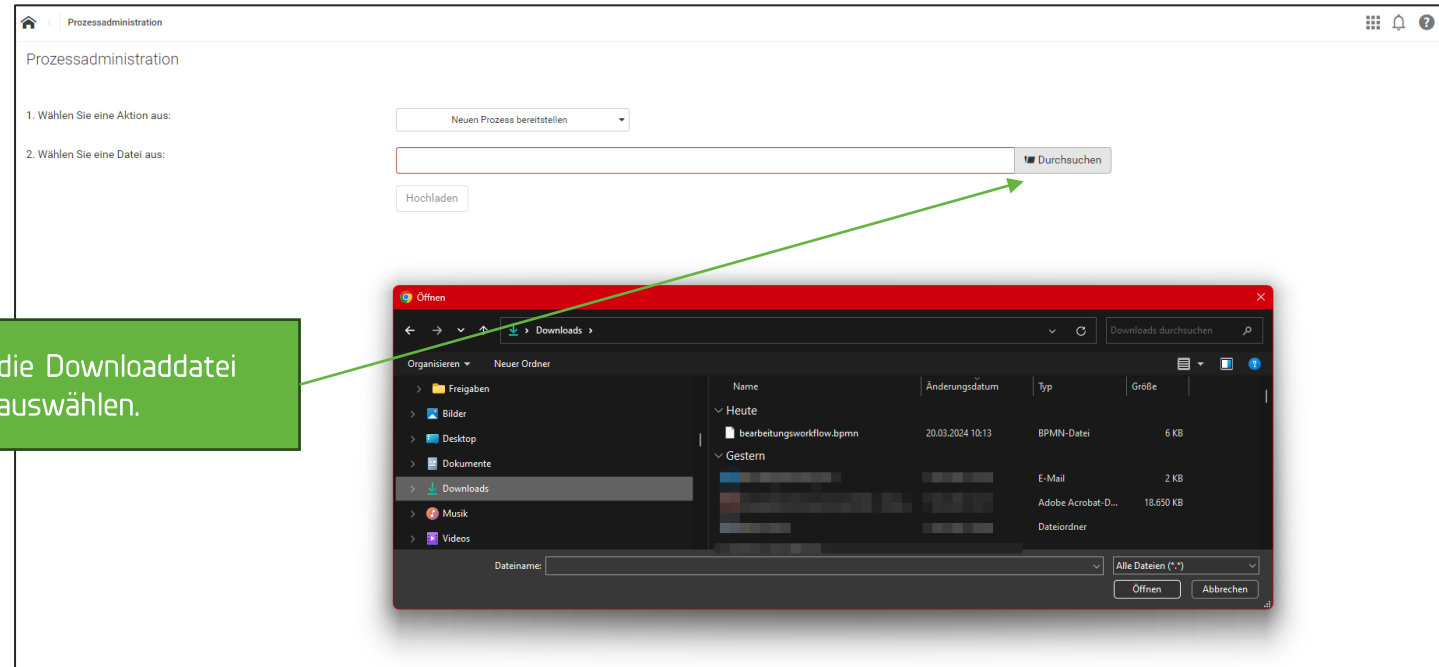 Prozessadministration
Prozessadministration
1. Wählen Sie eine Aktion aus:
Neuen Prozess bereitstellen
2. Wählen Sie eine Datei aus:
Durchsuchen
Hochladen
die Downloaddatei
auswählen.
Öffnen
Downloads
Downloads durchsuchen
Organisieren
Neuer Ordner
Freigaben
Bilder
Desktop
Dokumente
Downloads
Musik
Videos
Name Änderungsdatum Typ Größe
Heute
bearbeitungsworkflow.bpmn 20.03.2024 10:13 BPMN-Datei 6 KB
Gestern
E-Mail 2 KB
Adobe Acrobat-D... 18.650 KB
Dateiordner
Dateiname:
Alle Dateien (*.*)
Öffnen
Abbrechen